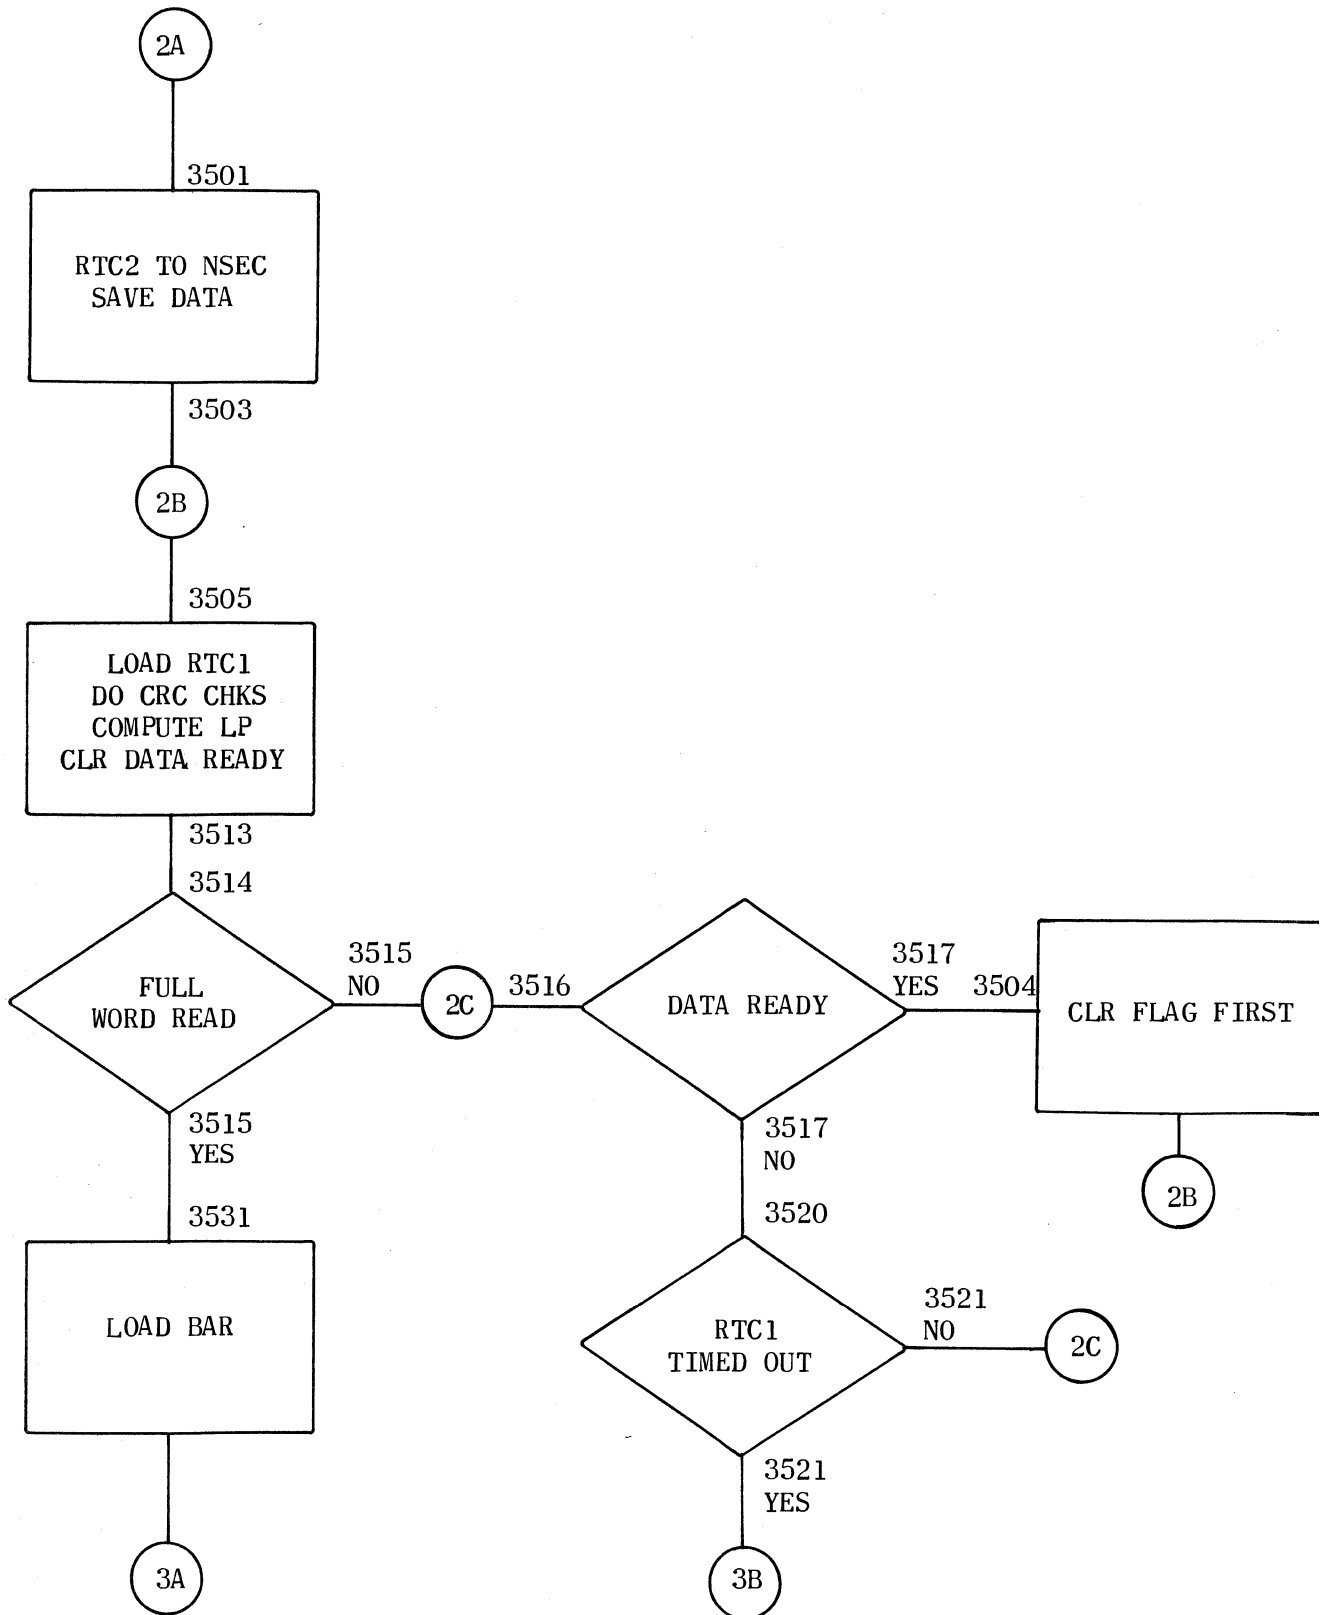 2A
3501
RTC2 TO NSEC
SAVE DATA
3503
2B
3505
LOAD RTC1
DO CRC CHKS
COMPUTE LP
CLR DATA READY
3513
3514
FULL
WORD READ
3515
NO
2C
3516
DATA READY
3517
YES
3504
CLR FLAG FIRST
2B
3515
YES
3531
LOAD BAR
3A
3517
NO
3520
RTC1
TIMED OUT
3521
NO
2C
3521
YES
3B